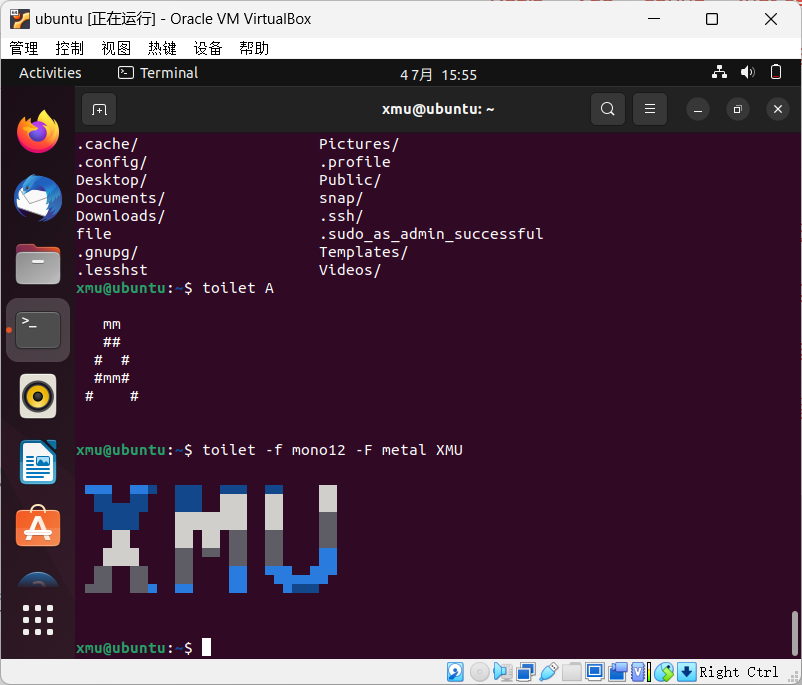 ubuntu [正在运行] - Oracle VM VirtualBox
管理 控制 视图 热键 设备 帮助
Activities Terminal 4 7月 15:55
xmu@ubuntu: ~
.cache/ Pictures/
.config/ .profile
Desktop/ Public/
Documents/ snap/
Downloads/ .ssh/
file .sudo_as_admin_successful
.gnupg/ Templates/
.lesshst Videos/
xmu@ubuntu:~$ toilet A
   mm
   ##
  #  #
  #mm#
 #    #
xmu@ubuntu:~$ toilet -f mono12 -F metal XMU
XMU
xmu@ubuntu:~$
Right Ctrl